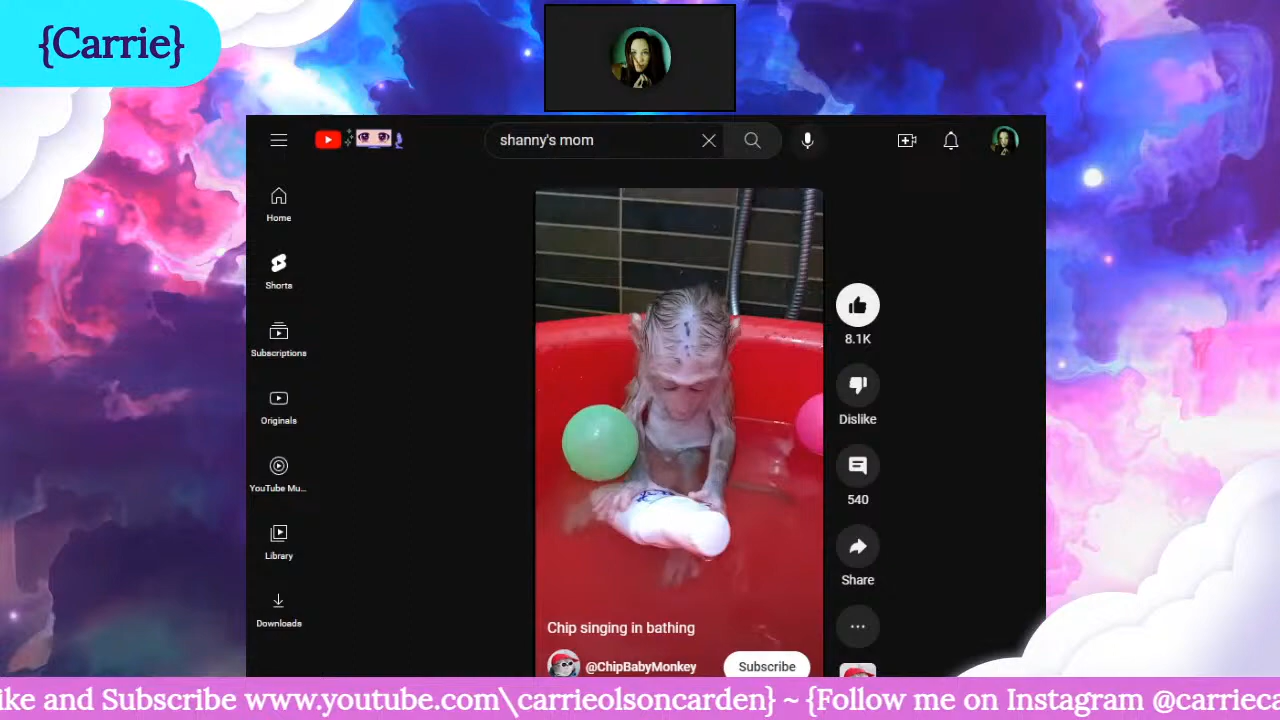 {Carrie}
shanny's mom
Home
Shorts
Subscriptions
Originals
YouTube Mu...
Library
Downloads
8.1K
Dislike
540
Share
Chip singing in bathing
@ChipBabyMonkey
Subscribe
ike and Subscribe www.youtube.com\carrieolsoncarden} ~ {Follow me on Instagram @carrieca